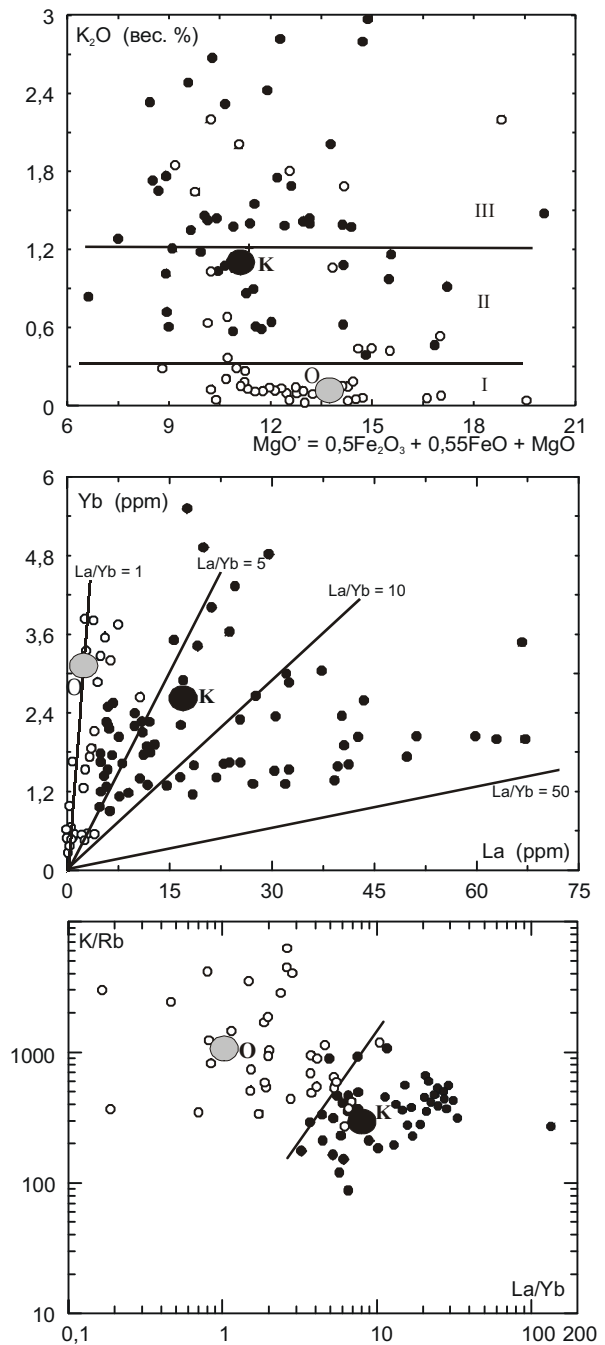 3
K₂O (вес. %)
2,4
1,8
III
1,2
K
II
0,6
O
I
0
6 9 12 15 18 21
MgO' = 0,5Fe₂O₃ + 0,55FeO + MgO
6
Yb (ppm)
4,8
La/Yb = 1
La/Yb = 5
La/Yb = 10
3,6
O
K
2,4
1,2
La/Yb = 50
La (ppm)
0
0 15 30 45 60 75
K/Rb
1000
O
K
100
La/Yb
10
0,1 1 10 100 200